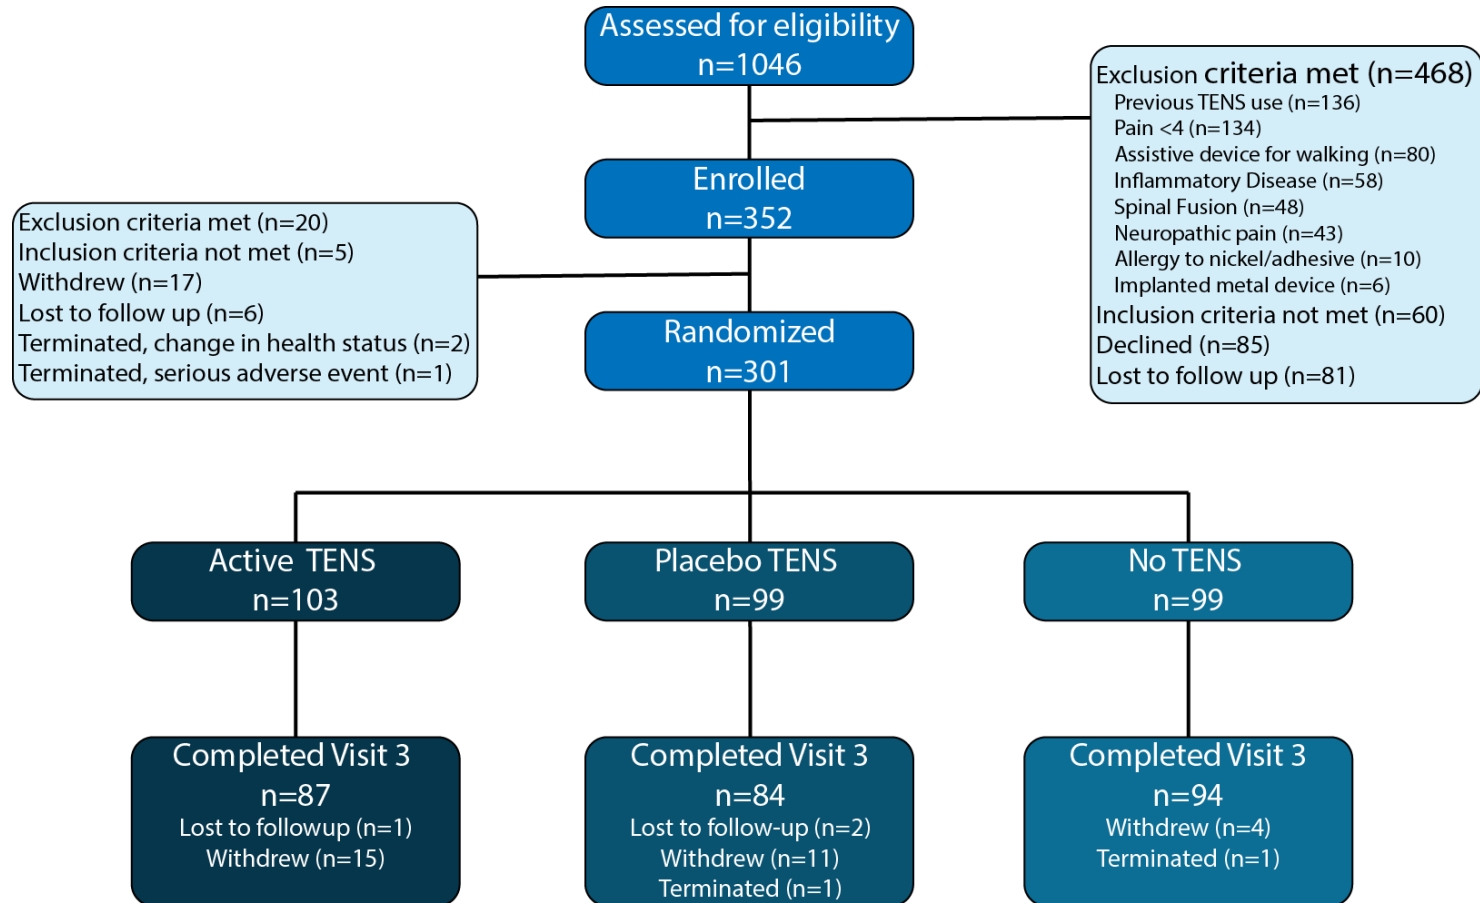 Assessed for eligibility
n=1046
Exclusion criteria met (n=468)
Previous TENS use (n=136)
Pain <4 (n=134)
Assistive device for walking (n=80)
Inflammatory Disease (n=58)
Spinal Fusion (n=48)
Neuropathic pain (n=43)
Allergy to nickel/adhesive (n=10)
Implanted metal device (n=6)
Inclusion criteria not met (n=60)
Declined (n=85)
Lost to follow up (n=81)
Enrolled
n=352
Exclusion criteria met (n=20)
Inclusion criteria not met (n=5)
Withdrew (n=17)
Lost to follow up (n=6)
Terminated, change in health status (n=2)
Terminated, serious adverse event (n=1)
Randomized
n=301
Active TENS
n=103
Placebo TENS
n=99
No TENS
n=99
Completed Visit 3
n=87
Lost to followup (n=1)
Withdrew (n=15)
Completed Visit 3
n=84
Lost to follow-up (n=2)
Withdrew (n=11)
Terminated (n=1)
Completed Visit 3
n=94
Withdrew (n=4)
Terminated (n=1)